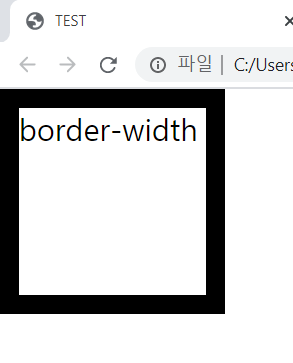 TEST
파일 | C:/Users
border-width